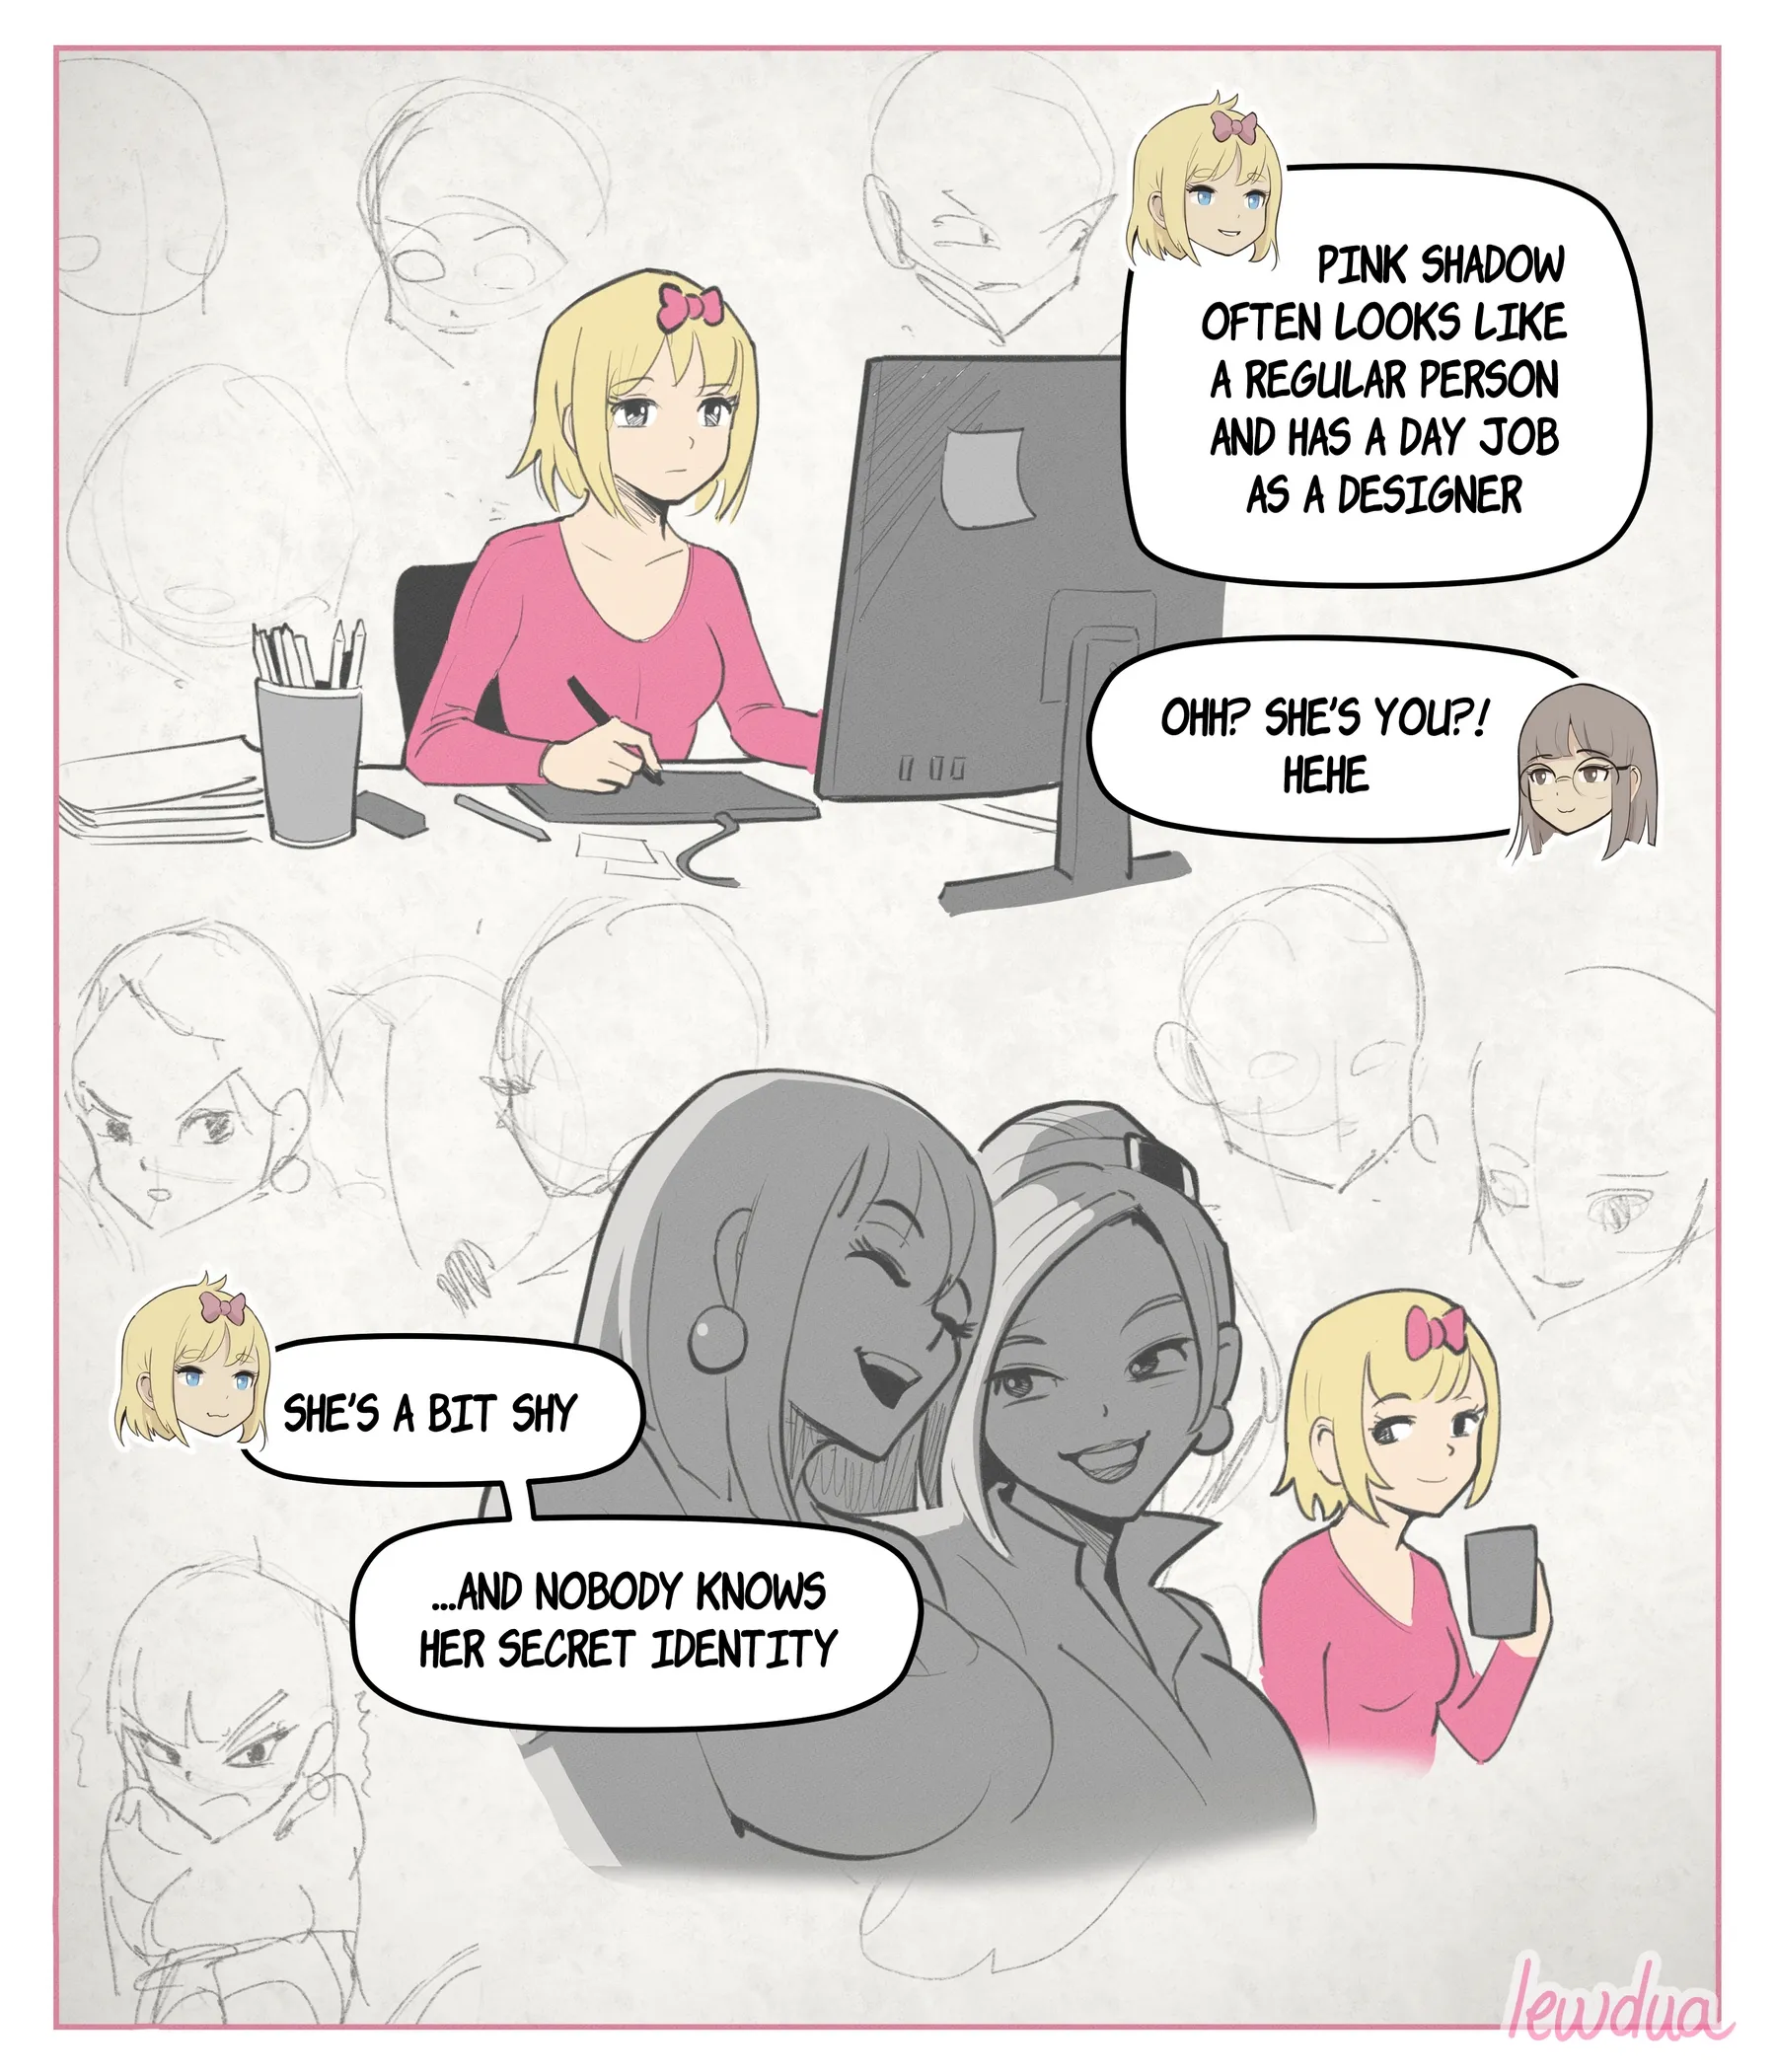 PINK SHADOW
OFTEN LOOKS LIKE
A REGULAR PERSON
AND HAS A DAY JOB
AS A DESIGNER
OHH? SHE'S YOU?!
HEHE
SHE'S A BIT SHY
...AND NOBODY KNOWS
HER SECRET IDENTITY
lewdua